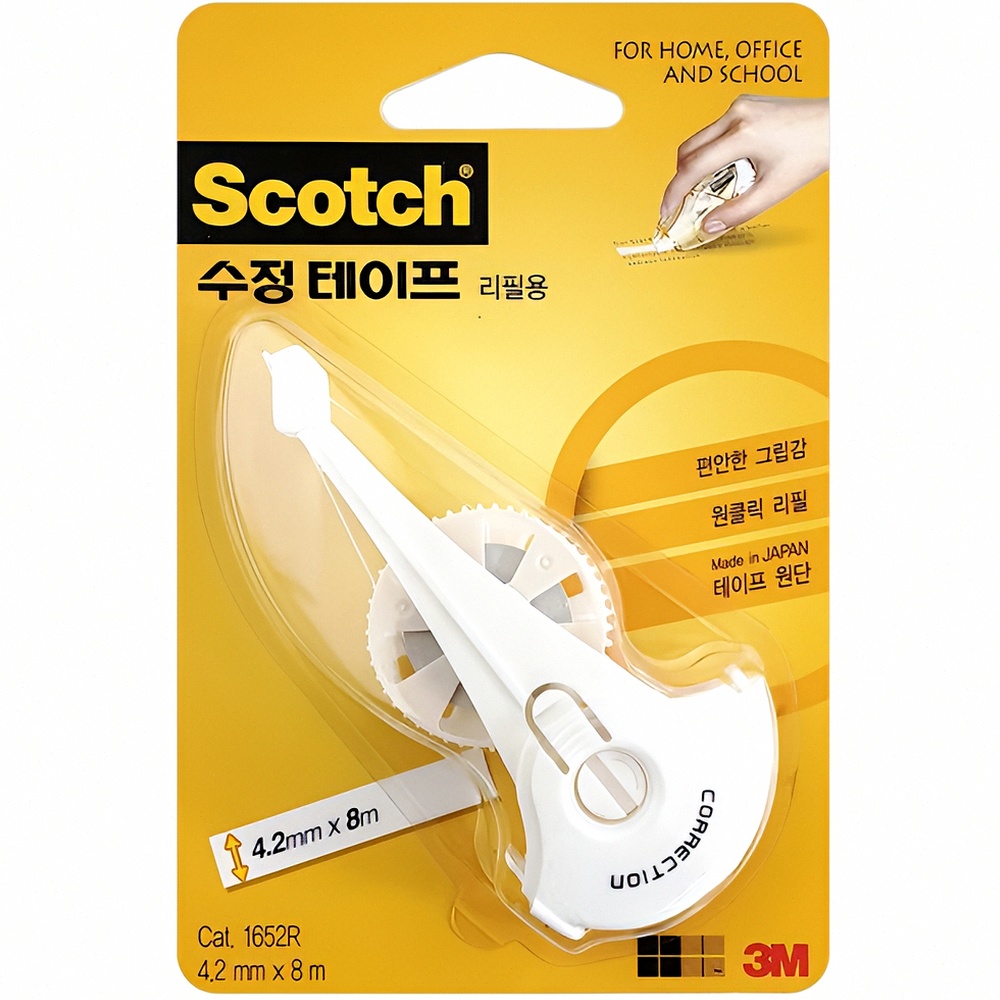 FOR HOME, OFFICE
AND SCHOOL
Scotch®
수정 테이프 리필용
편안한 그립감
원클릭 리필
Made in JAPAN
테이프 원단
CORRECTION
4.2mm x 8m
Cat. 1652R
4.2 mm x 8 m
3M